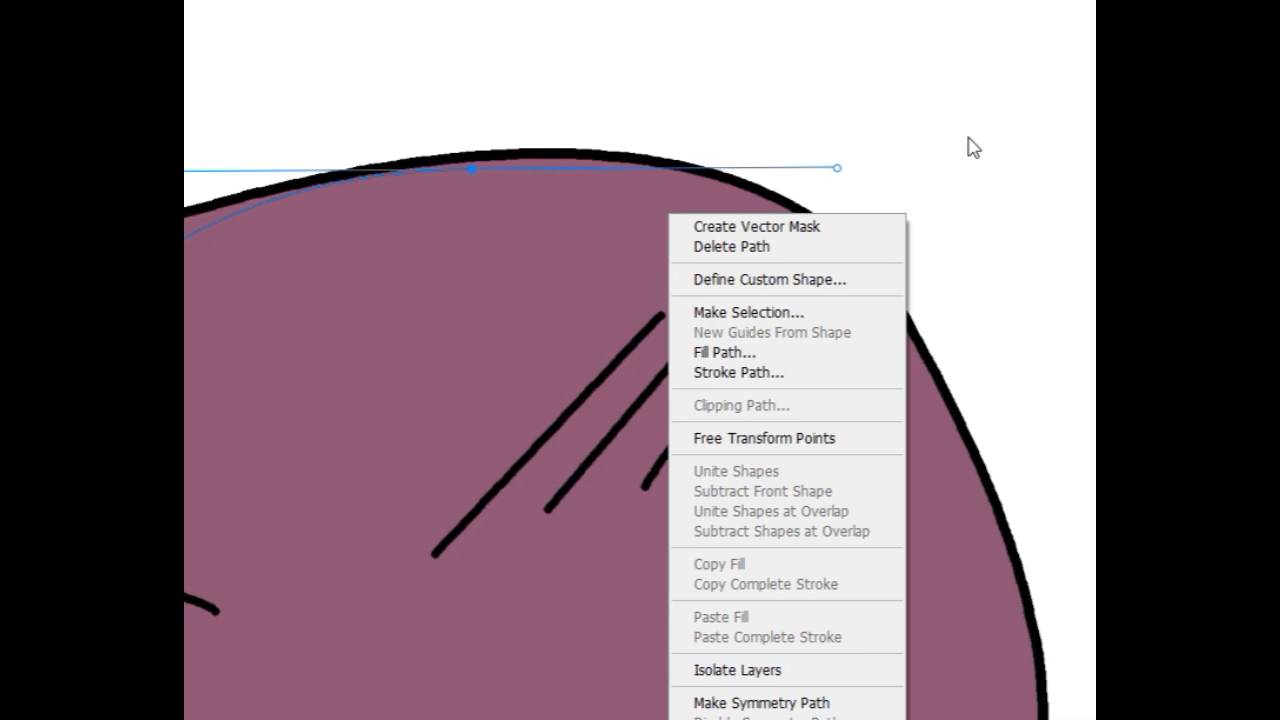 Create Vector Mask
Delete Path
Define Custom Shape...
Make Selection...
New Guides From Shape
Fill Path...
Stroke Path...
Clipping Path...
Free Transform Points
Unite Shapes
Subtract Front Shape
Unite Shapes at Overlap
Subtract Shapes at Overlap
Copy Fill
Copy Complete Stroke
Paste Fill
Paste Complete Stroke
Isolate Layers
Make Symmetry Path